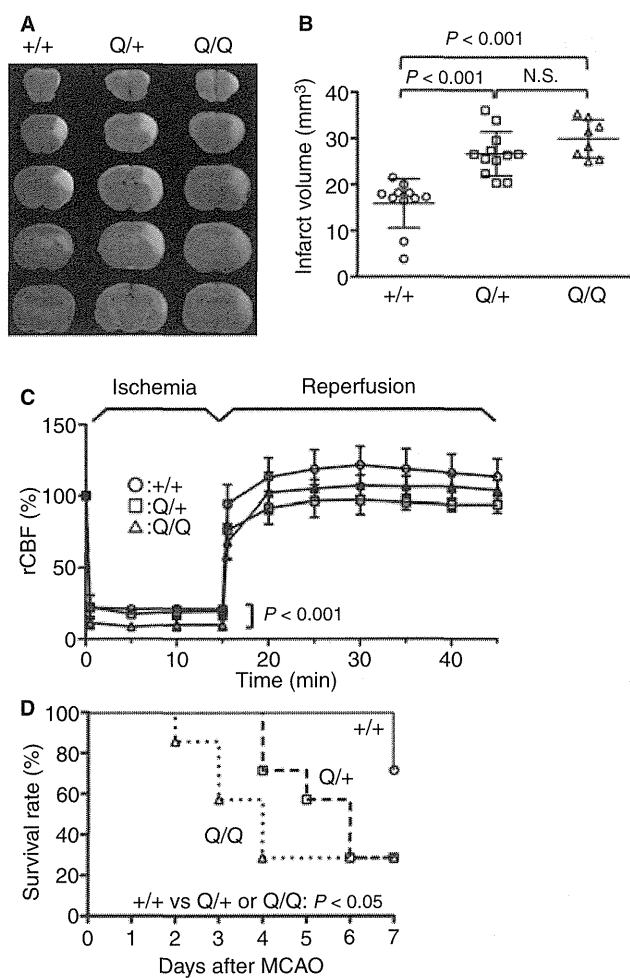 A
+/+ Q/+ Q/Q
B
P < 0.001
P < 0.001 N.S.
Infarct volume (mm³)
40
30
20
10
0
+/+ Q/+ Q/Q
C
Ischemia Reperfusion
rCBF (%)
150
100
50
0
○:+/+
□:Q/+
△:Q/Q
P < 0.001
0 10 20 30 40
Time (min)
D
Survival rate (%)
100
80
60
40
20
0
+/+
Q/+
Q/Q
+/+ vs Q/+ or Q/Q: P < 0.05
0 1 2 3 4 5 6 7
Days after MCAO